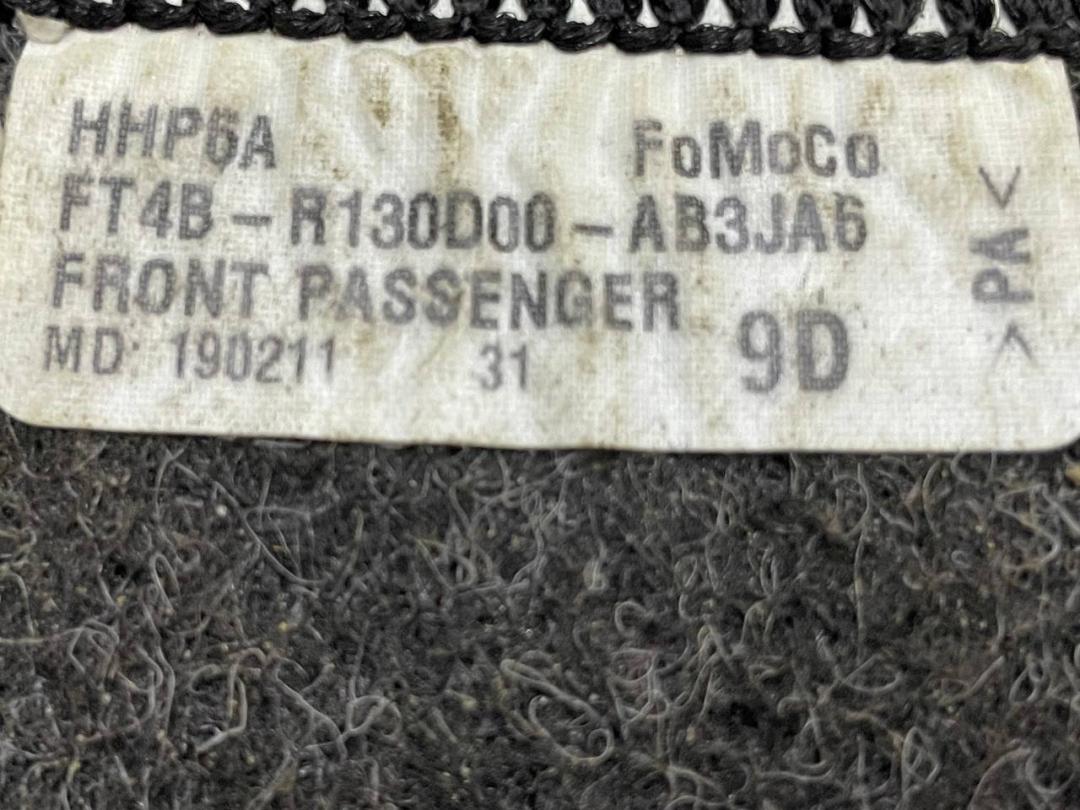 HHP6A FoMoCo
FT4B-R130D00-AB3JA6
FRONT PASSENGER
MD: 190211 31 9D
>PA<